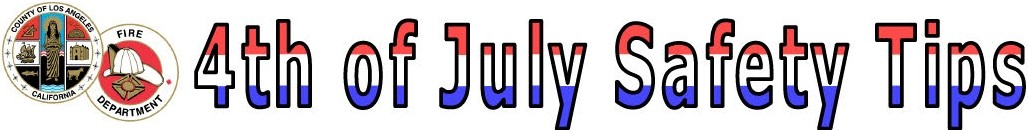 COUNTY OF LOS ANGELES
CALIFORNIA
FIRE
DEPARTMENT
4th of July Safety Tips